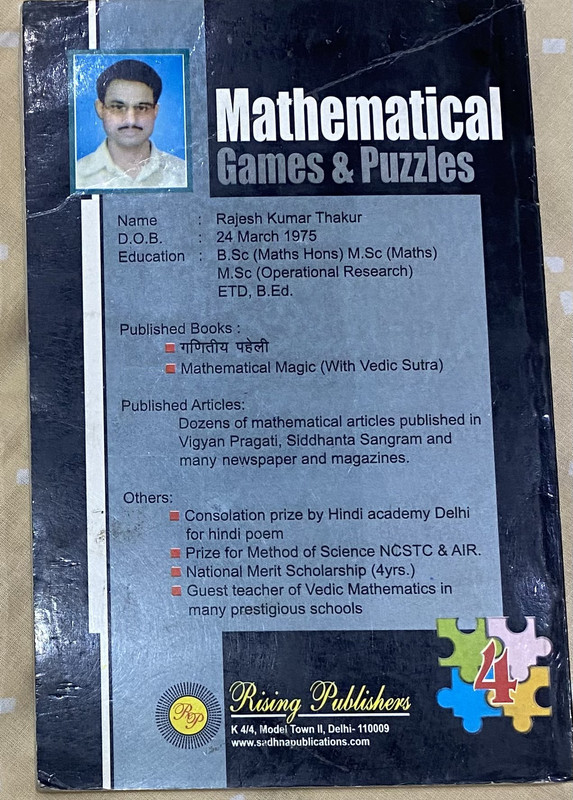 Mathematical
Games & Puzzles
Name : Rajesh Kumar Thakur
D.O.B. : 24 March 1975
Education : B.Sc (Maths Hons) M.Sc (Maths)
M.Sc (Operational Research)
ETD, B.Ed.
Published Books :
गणितीय पहेली
Mathematical Magic (With Vedic Sutra)
Published Articles:
Dozens of mathematical articles published in
Vigyan Pragati, Siddhanta Sangram and
many newspaper and magazines.
Others:
Consolation prize by Hindi academy Delhi
for hindi poem
Prize for Method of Science NCSTC & AIR.
National Merit Scholarship (4yrs.)
Guest teacher of Vedic Mathematics in
many prestigious schools
4
RP
Rising Publishers
K 4/4, Model Town II, Delhi- 110009
www.sadhnapublications.com